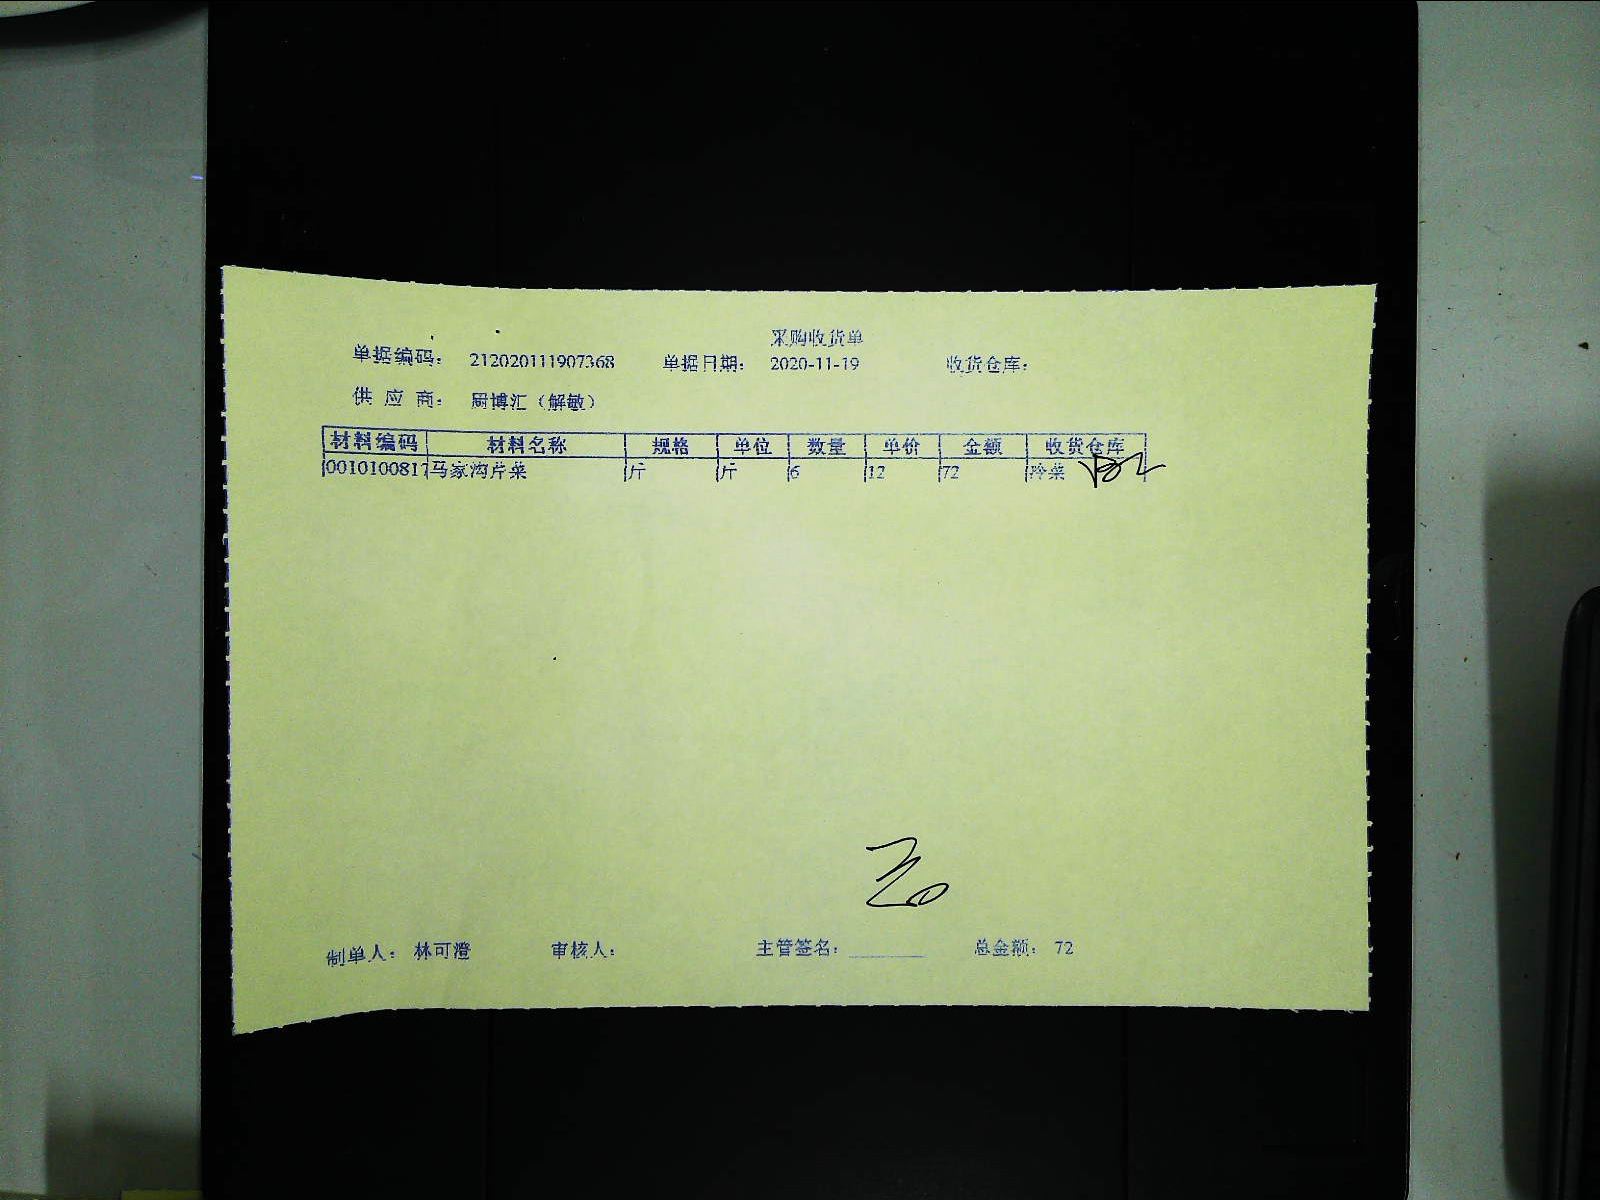 采购收货单
单据编码： 212020111907368 单据日期： 2020-11-19 收货仓库：
供 应 商： 周博汇（解敏）
材料编码 材料名称 规格 单位 数量 单价 金额 收货仓库
0010100817 马家沟芹菜 斤 斤 6 12 72 冷菜
制单人： 林可澄 审核人： 主管签名： 总金额： 72